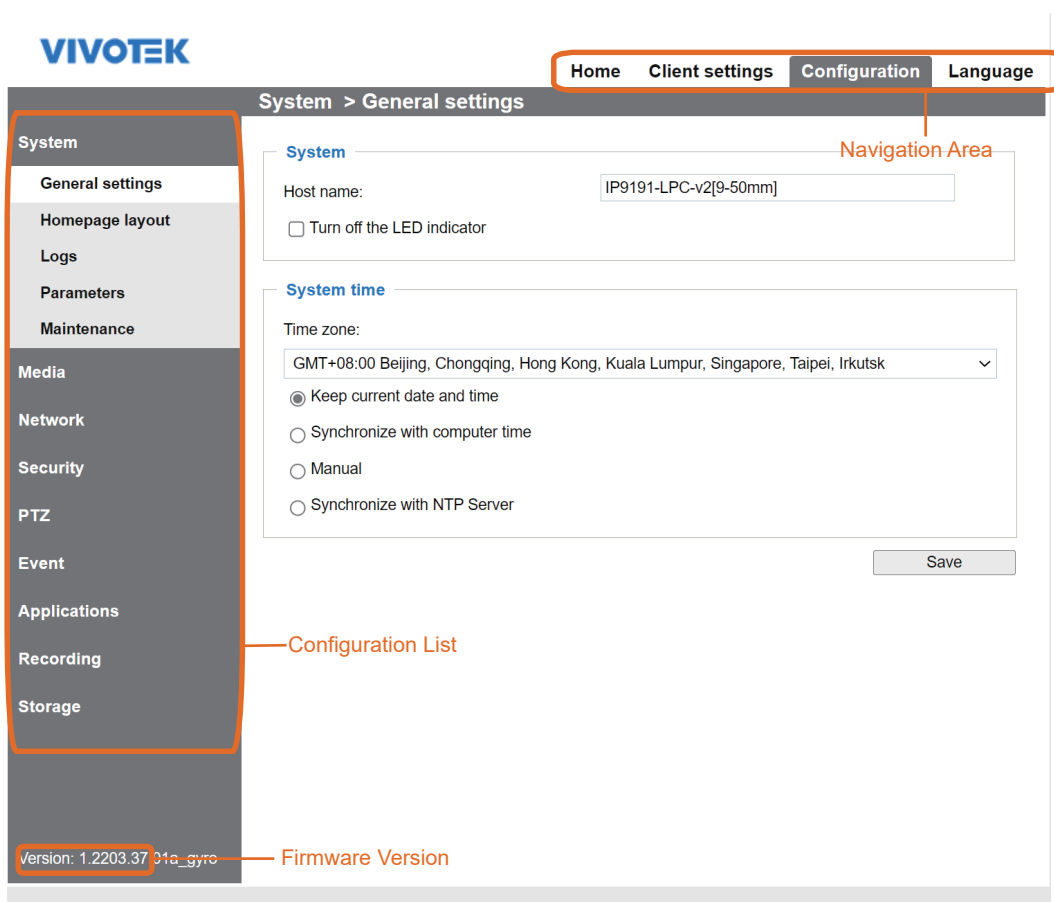 VIVOTEK
Home Client settings Configuration Language
System > General settings
Navigation Area
System
General settings
Homepage layout
Logs
Parameters
Maintenance
Media
Network
Security
PTZ
Event
Applications
Recording
Storage
Configuration List
Version: 1.2203.37.01a_gyro
Firmware Version
System
Host name: IP9191-LPC-v2[9-50mm]
Turn off the LED indicator
System time
Time zone:
GMT+08:00 Beijing, Chongqing, Hong Kong, Kuala Lumpur, Singapore, Taipei, Irkutsk
Keep current date and time
Synchronize with computer time
Manual
Synchronize with NTP Server
Save